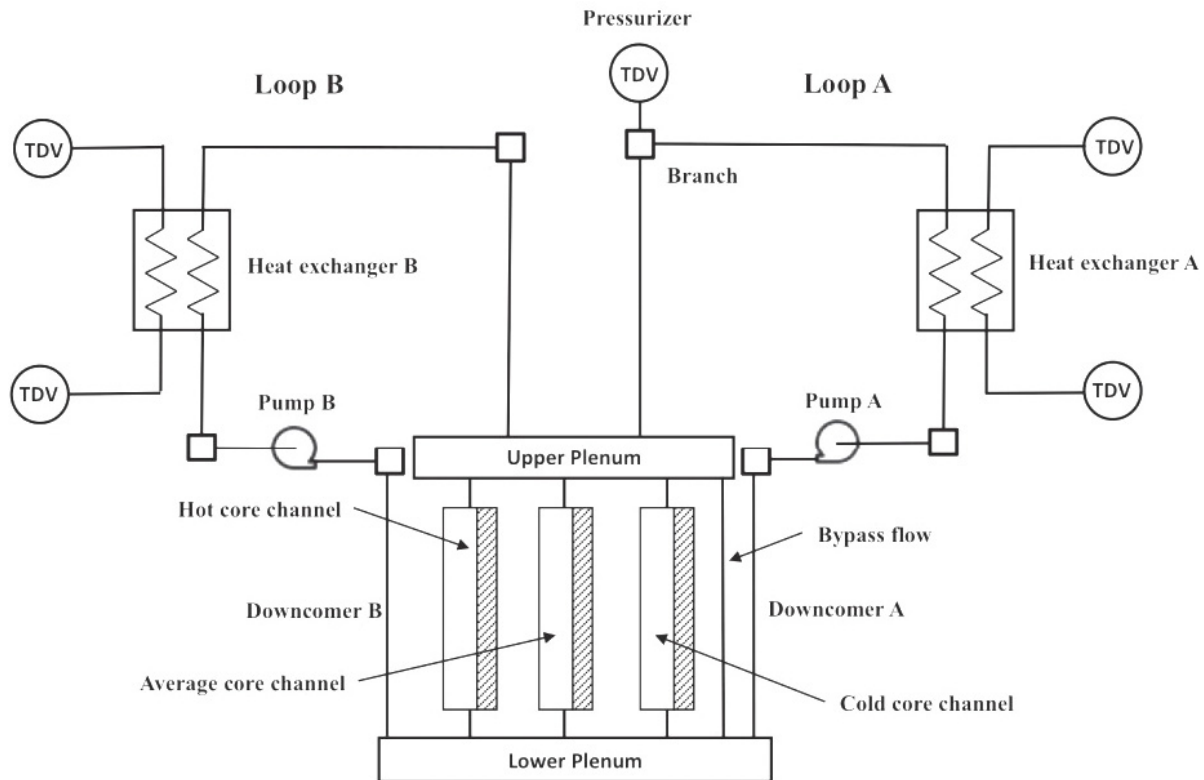 Pressurizer
TDV
Loop B
Loop A
TDV
TDV
Branch
Heat exchanger B
Heat exchanger A
TDV
TDV
Pump B
Pump A
Upper Plenum
Hot core channel
Bypass flow
Downcomer B
Downcomer A
Average core channel
Cold core channel
Lower Plenum